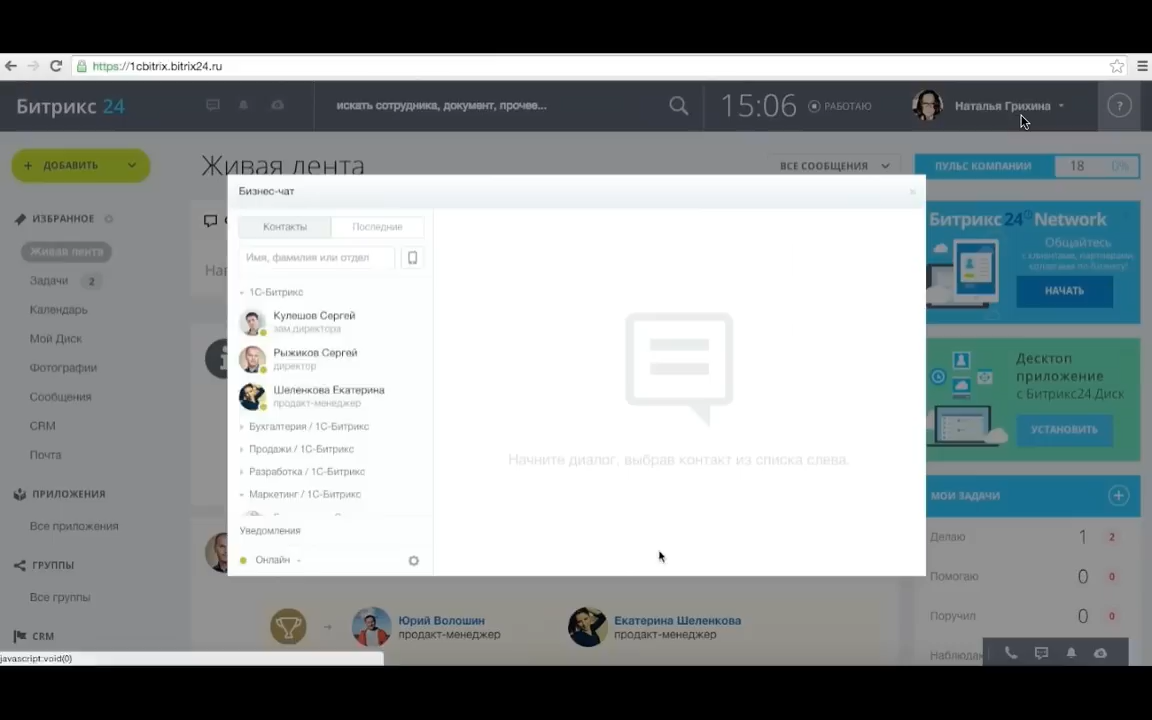 https://1cbitrix.bitrix24.ru
Битрикс 24
искать сотрудника, документ, прочее...
15:06
РАБОТАЮ
Наталья Грихина
?
+ ДОБАВИТЬ
Живая лента
ВСЕ СООБЩЕНИЯ
ПУЛЬС КОМПАНИИ
18
0%
ИЗБРАННОЕ
Живая лента
Задачи 2
Календарь
Мой Диск
Фотографии
Сообщения
CRM
Почта
ПРИЛОЖЕНИЯ
Все приложения
ГРУППЫ
Все группы
CRM
javascript:void(0)
Бизнес-чат
Контакты
Последние
Имя, фамилия или отдел
1С-Битрикс
Кулешов Сергей
зам.директора
Рыжиков Сергей
директор
Шеленкова Екатерина
продакт-менеджер
Бухгалтерия / 1С-Битрикс
Продажи / 1С-Битрикс
Разработка / 1С-Битрикс
Маркетинг / 1С-Битрикс
Уведомления
Онлайн
Начните диалог, выбрав контакт из списка слева.
Юрий Волошин
продакт-менеджер
Екатерина Шеленкова
продакт-менеджер
Битрикс24 Network
Общайтесь
с клиентами, партнерами
коллегами по бизнесу!
НАЧАТЬ
Десктоп
приложение
с Битрикс24 Диск
УСТАНОВИТЬ
МОИ ЗАДАЧИ
Делаю 1 2
Помогаю 0 0
Поручил 0 0